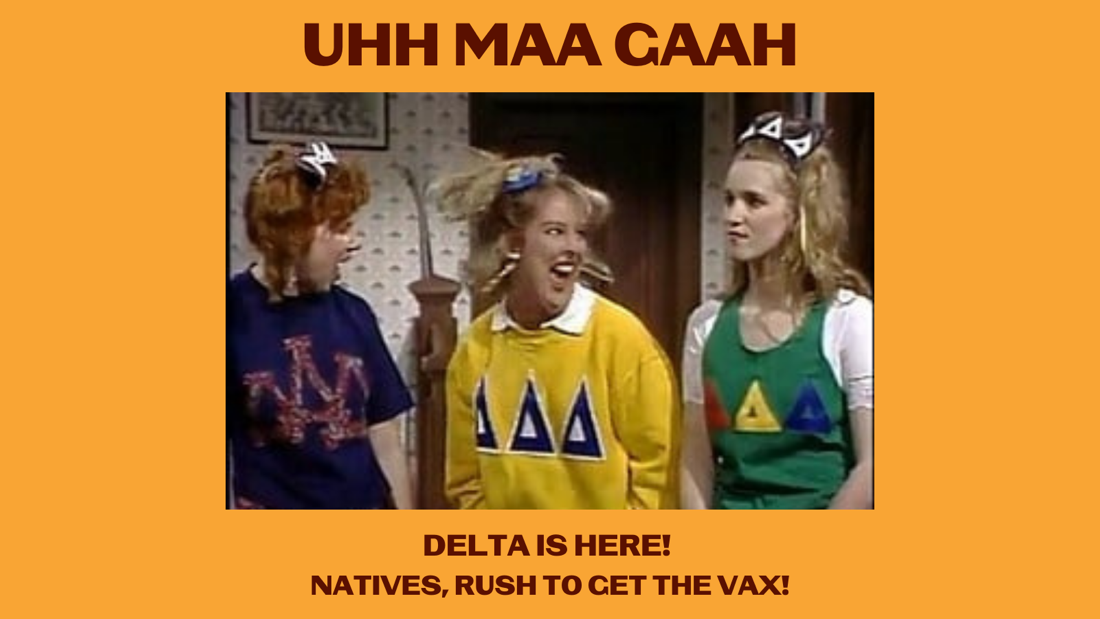 UHH MAA GAAH
ΔΔΔ
ΔΔΔ
DELTA IS HERE!
NATIVES, RUSH TO GET THE VAX!